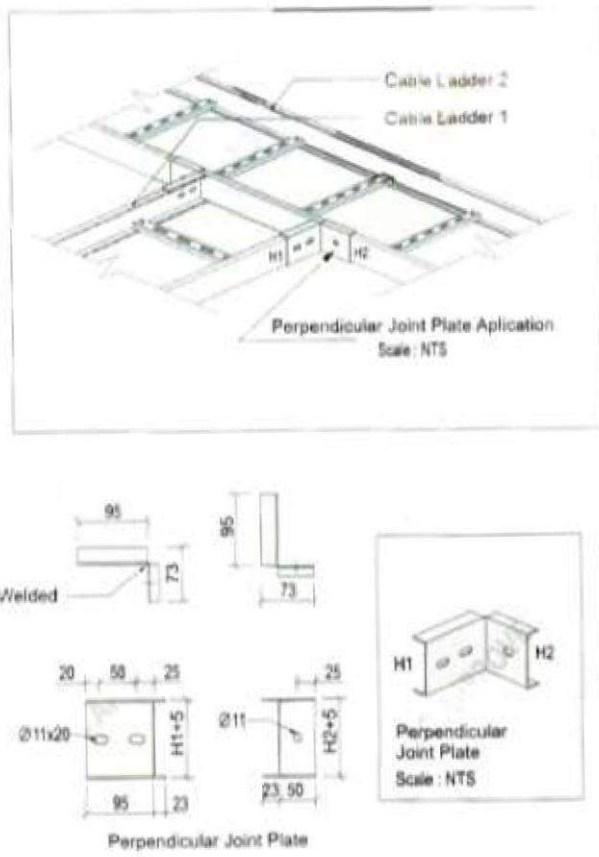 Cable Ladder 2
Cable Ladder 1
H1
H2
Perpendicular Joint Plate Aplication
Scale : NTS
95
73
Welded
95
73
20
50
25
Ø11x20
H1+5
95
23
25
Ø11
H2+5
23
50
H1
H2
Perpendicular
Joint Plate
Scale : NTS
Perpendicular Joint Plate